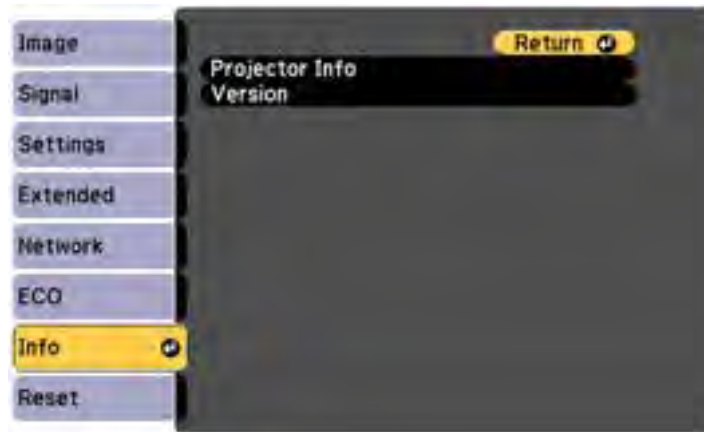 Image
Signal
Settings
Extended
Network
ECO
Info
Reset
Return
Projector Info
Version